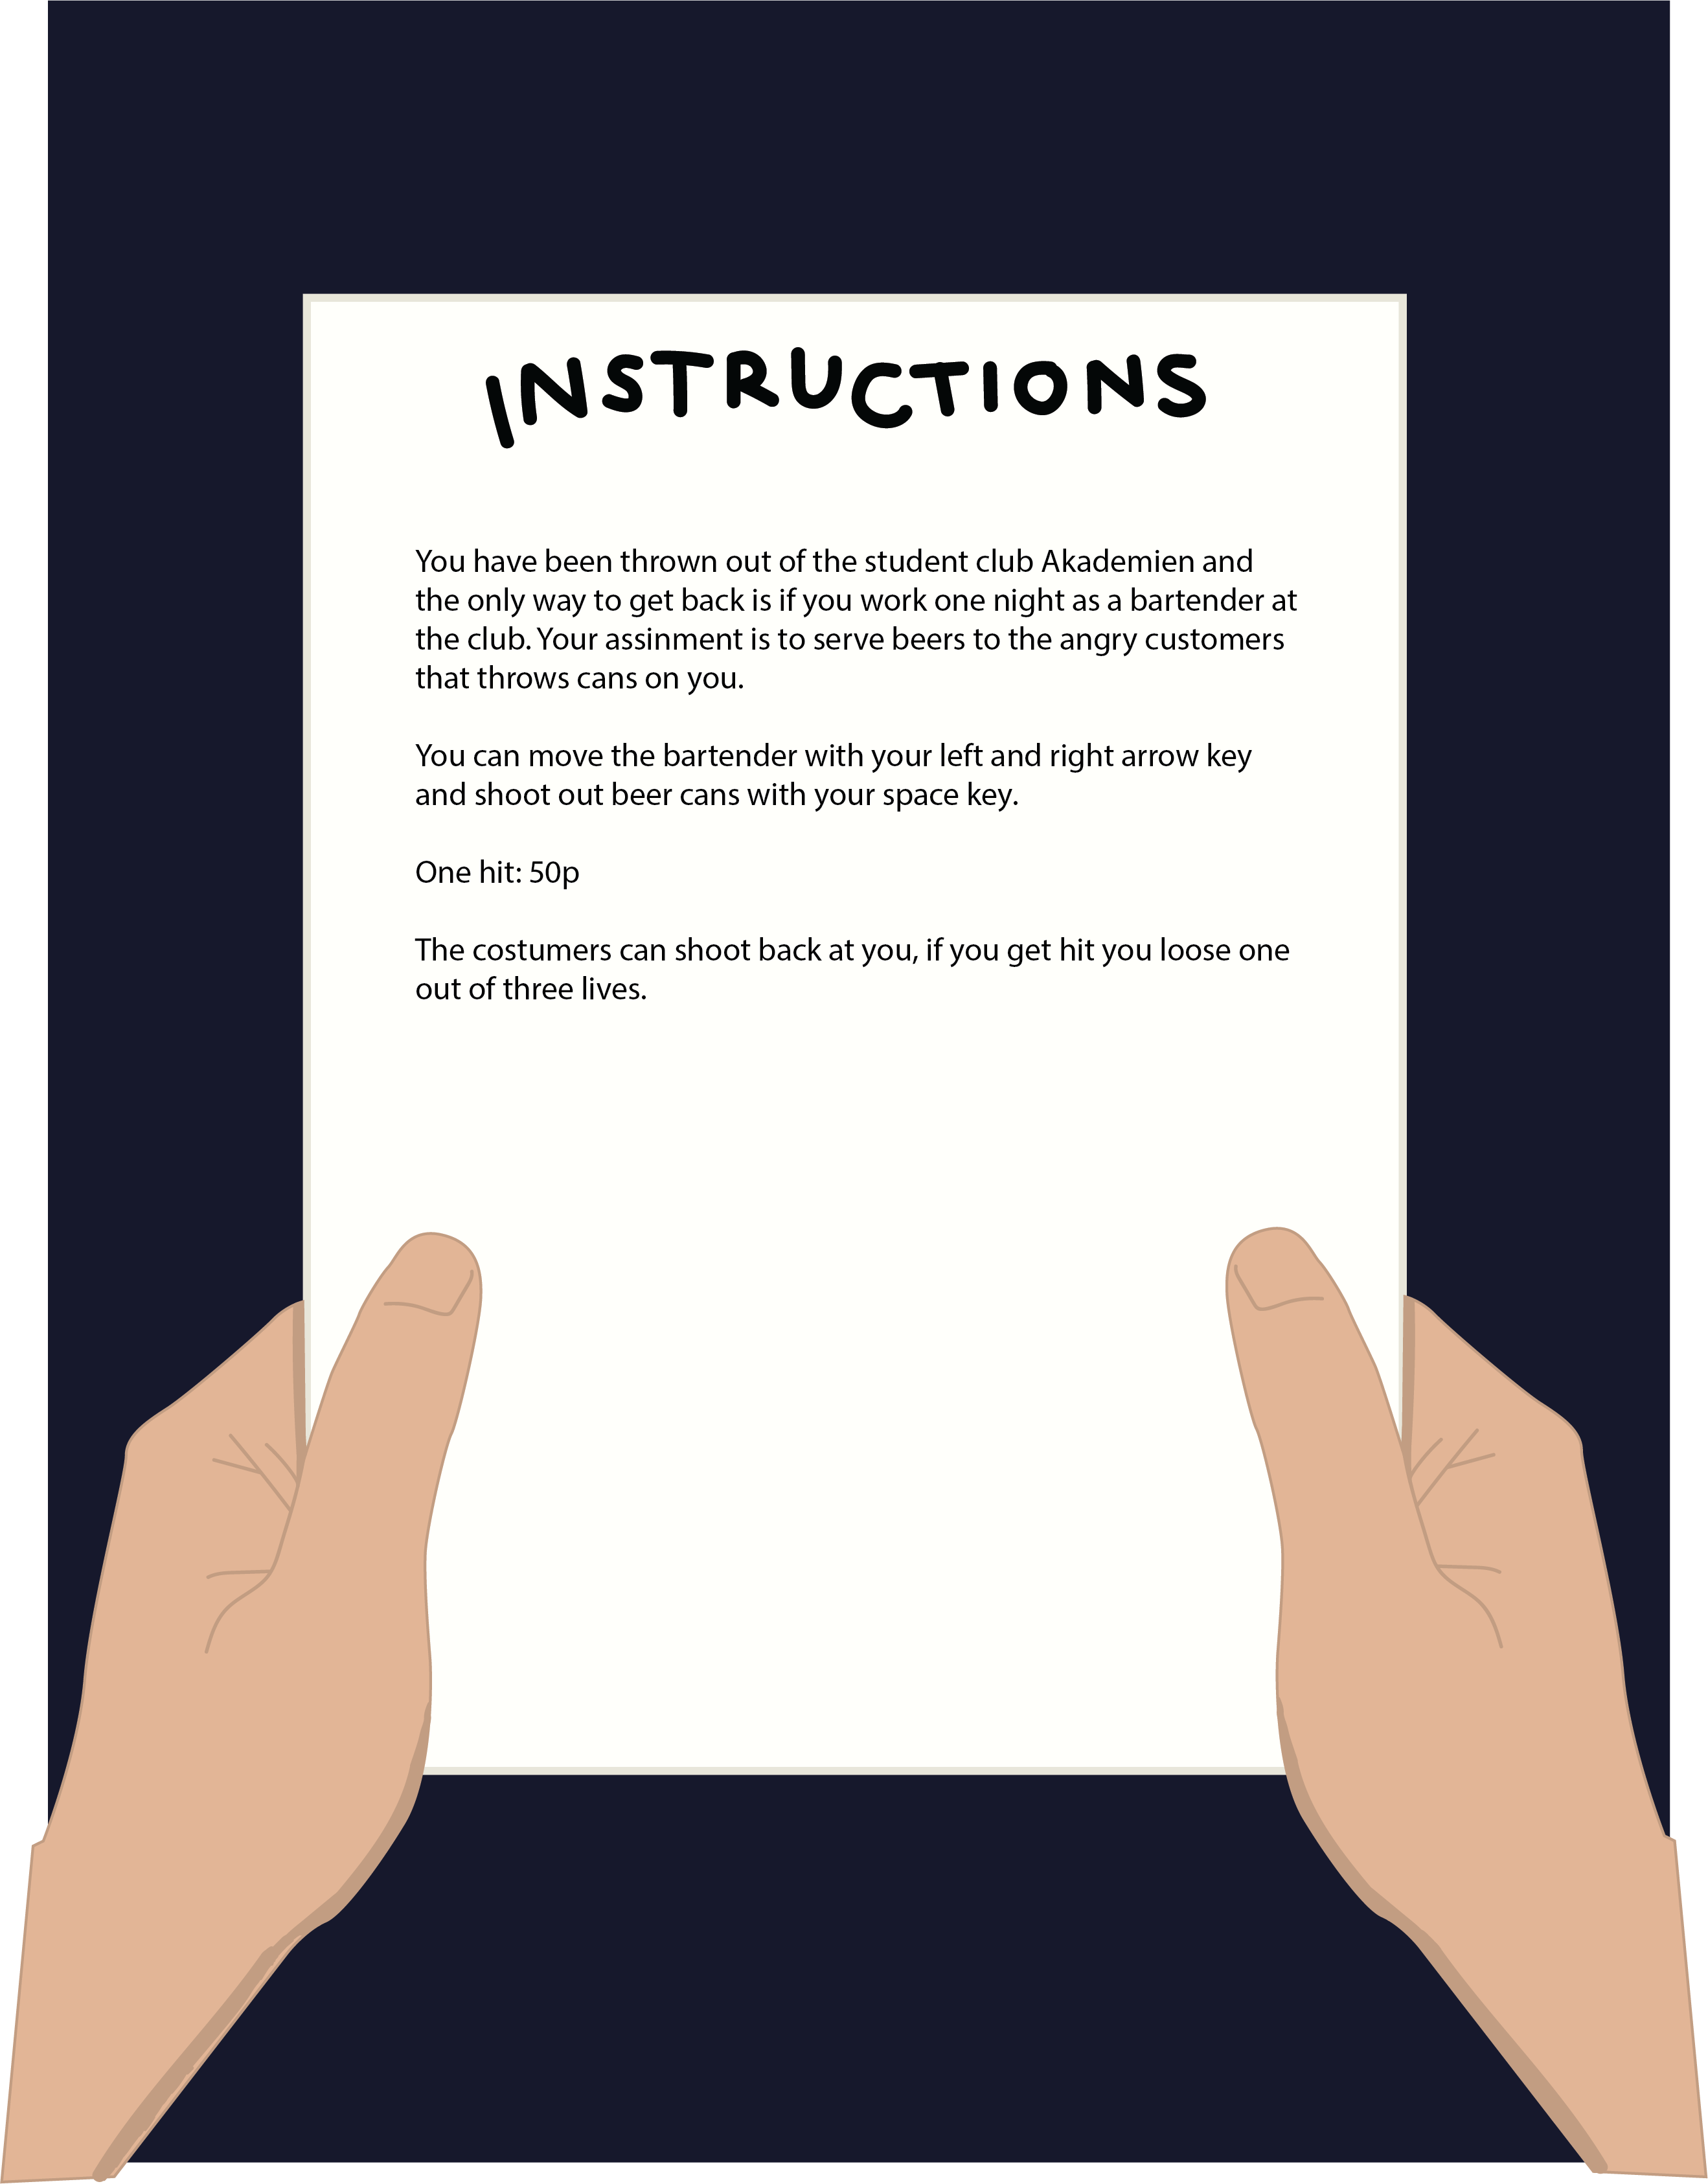 INSTRUCTIONS
You have been thrown out of the student club Akademien and
the only way to get back is if you work one night as a bartender at
the club. Your assinment is to serve beers to the angry customers
that throws cans on you.
You can move the bartender with your left and right arrow key
and shoot out beer cans with your space key.
One hit: 50p
The costumers can shoot back at you, if you get hit you loose one
out of three lives.